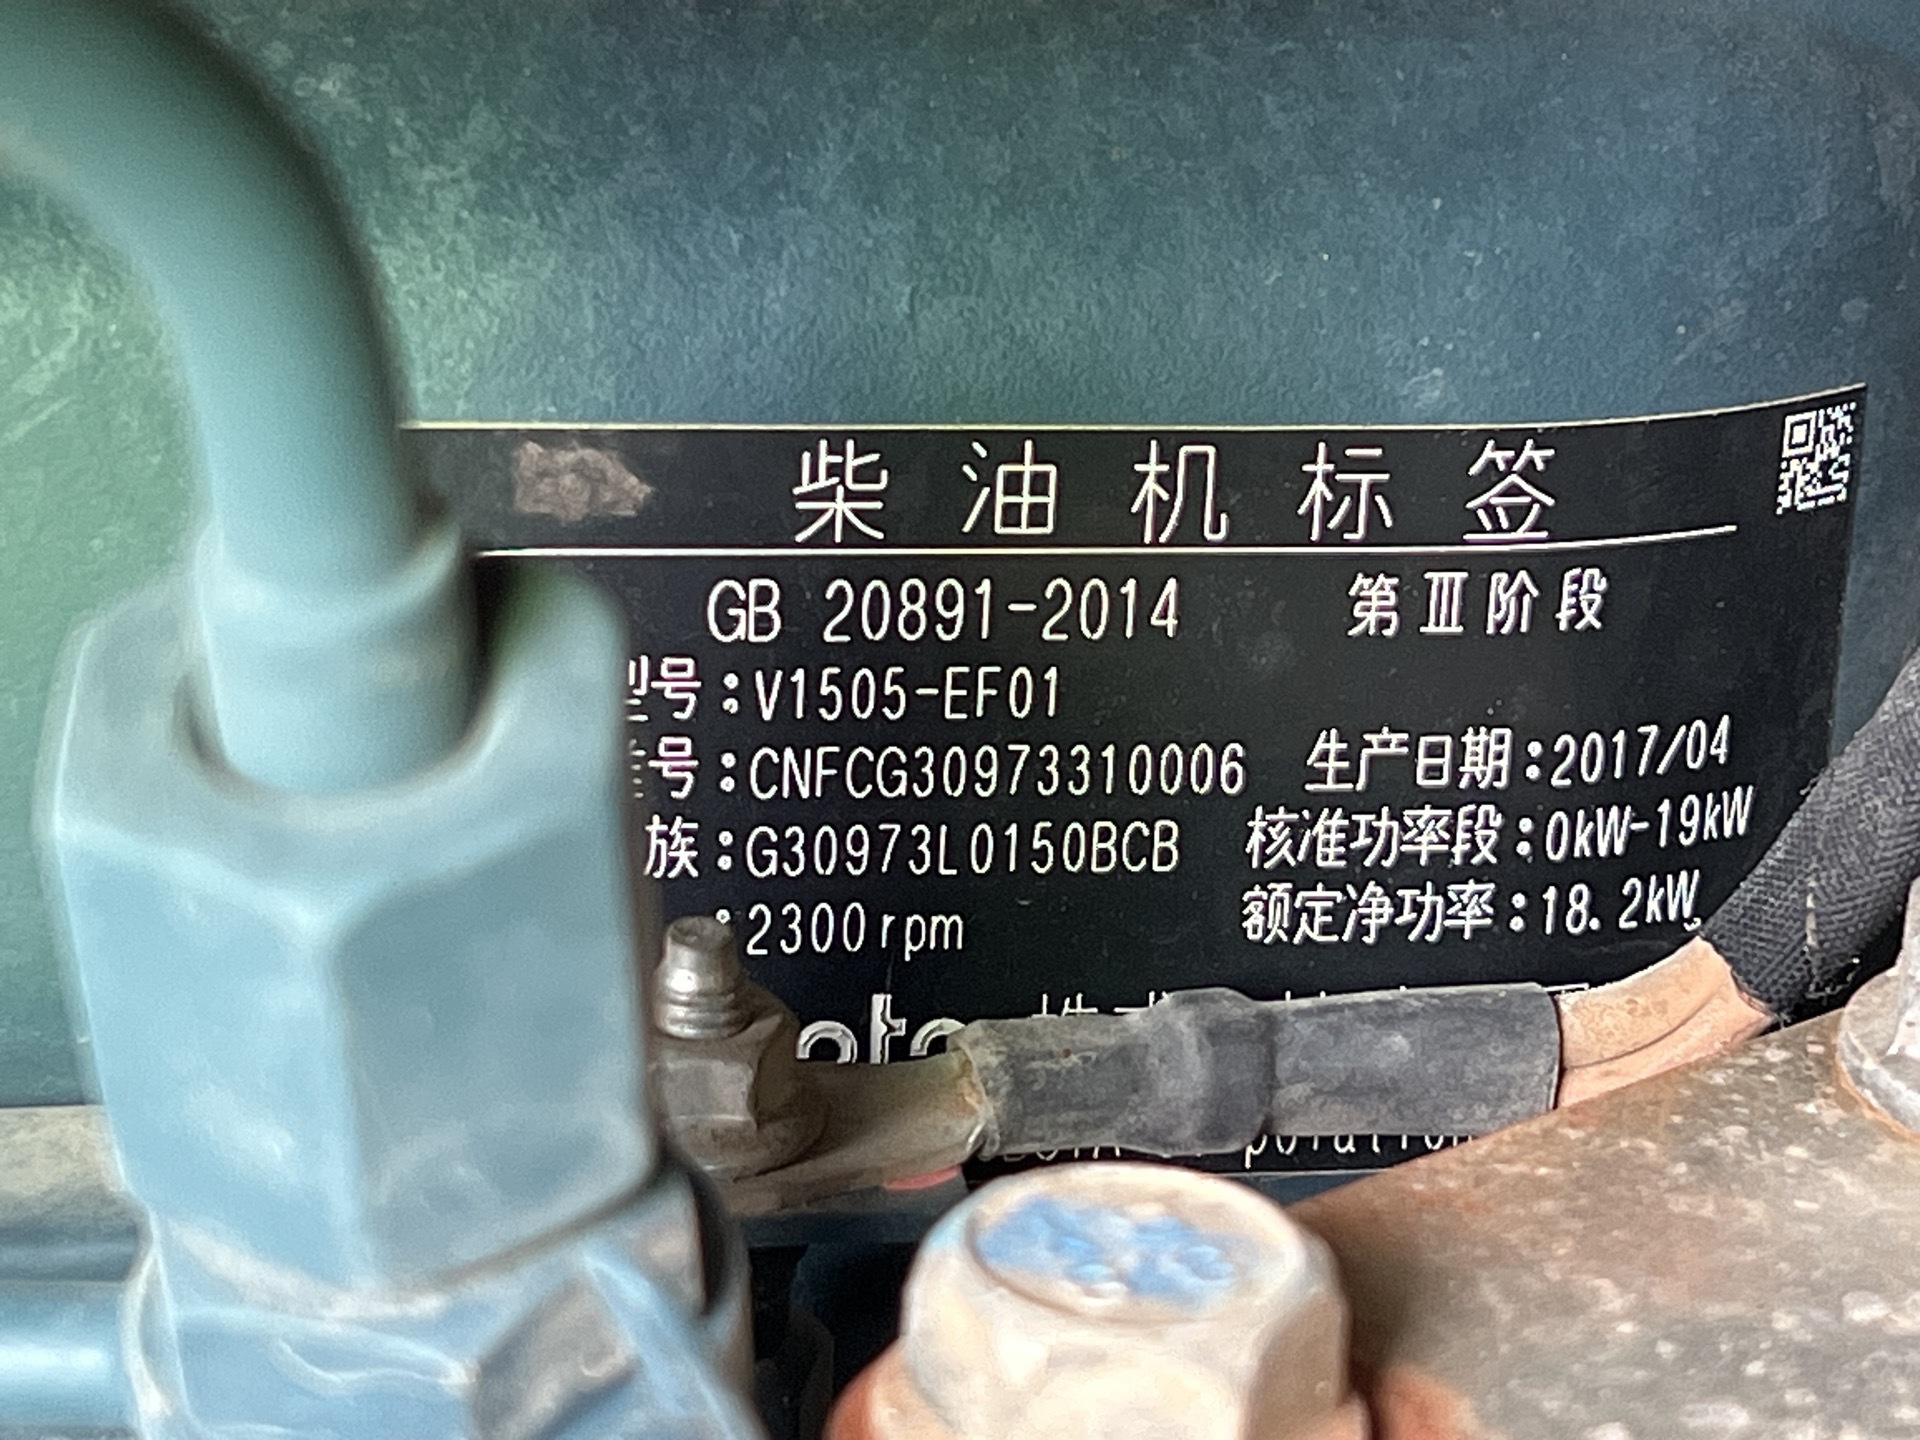 柴油机标签
GB 20891-2014 第Ⅲ阶段
型号:V1505-EF01
号:CNFCG30973310006 生产日期:2017/04
族:G30973L0150BCB 核准功率段:0kW-19kW
:2300rpm 额定净功率:18.2kW